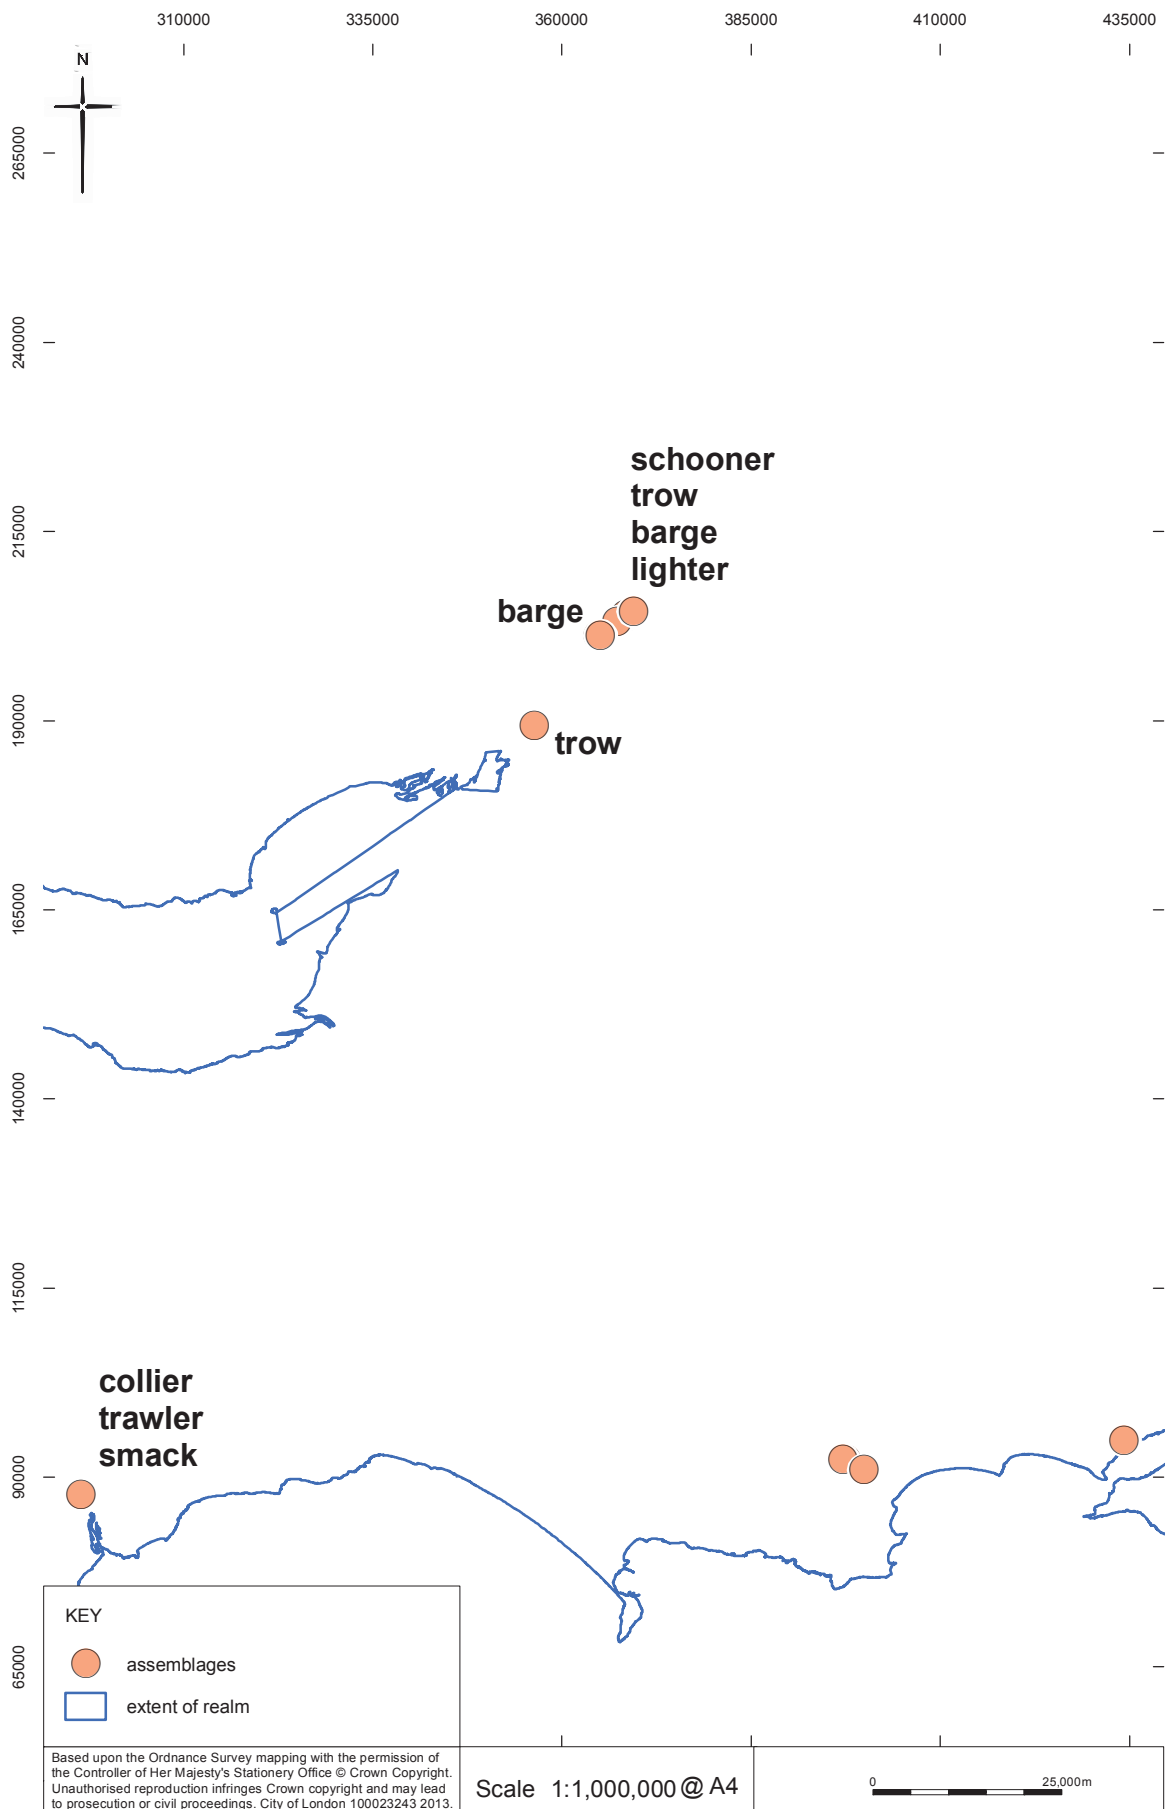 310000 335000 360000 385000 410000 435000
N
265000
240000
215000
190000
165000
140000
115000
90000
65000
schooner
trow
barge
lighter
barge
trow
collier
trawler
smack
KEY
assemblages
extent of realm
Based upon the Ordnance Survey mapping with the permission of
the Controller of Her Majesty's Stationery Office © Crown Copyright.
Unauthorised reproduction infringes Crown copyright and may lead
to prosecution or civil proceedings. City of London 100023243 2013.
Scale 1:1,000,000 @ A4
0 25,000m